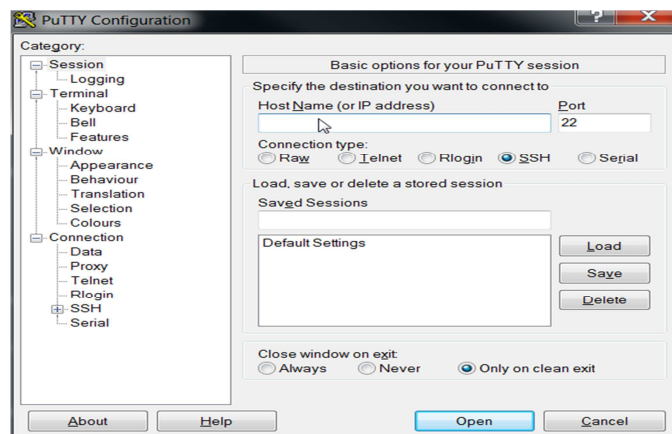 PuTTY Configuration
?
X
Category:
Session
Logging
Terminal
Keyboard
Bell
Features
Window
Appearance
Behaviour
Translation
Selection
Colours
Connection
Data
Proxy
Telnet
Rlogin
SSH
Serial
Basic options for your PuTTY session
Specify the destination you want to connect to
Host Name (or IP address) Port
22
Connection type:
Raw Telnet Rlogin SSH Serial
Load, save or delete a stored session
Saved Sessions
Default Settings
Load
Save
Delete
Close window on exit:
Always Never Only on clean exit
About Help Open Cancel